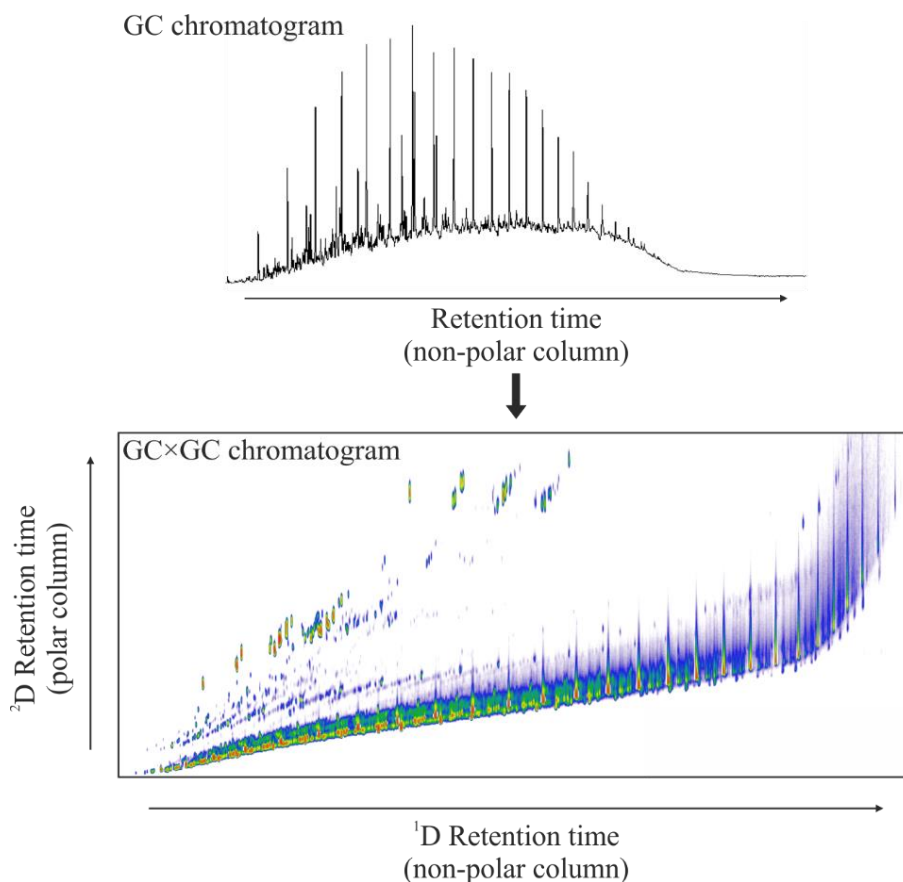 GC chromatogram
Retention time
(non-polar column)
GC×GC chromatogram
²D Retention time
(polar column)
¹D Retention time
(non-polar column)